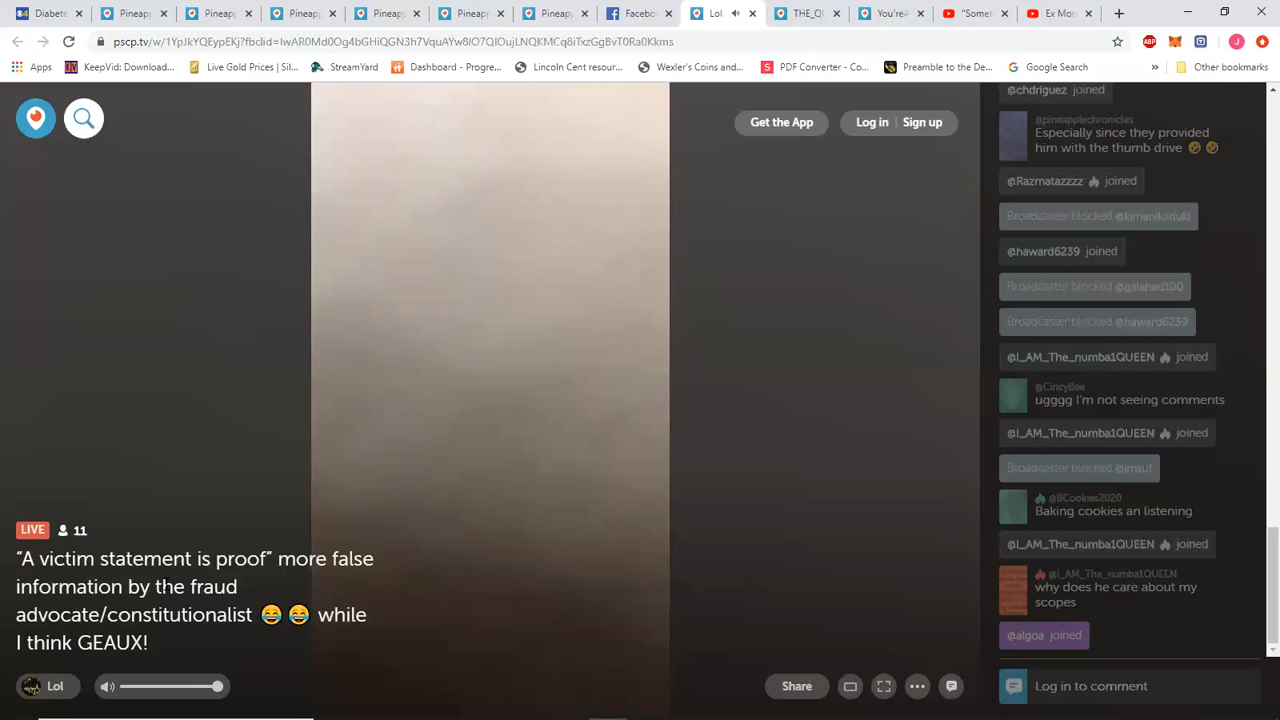 Diabete
Pineap
Pineap
Pineap
Pineap
Pineap
Pineap
Facebo
Lol
THE_Q
You're
"Somet
Ex Mon
pscp.tv/w/1YpJkYQEypEKj?fbclid=IwAR0Md0Og4bGHiQGN3h7VquAYw8IO7QIOujLNQKMCq8iTxzGgBvT0Ra0Kkms
Apps
KeepVid: Download...
Live Gold Prices | Sil...
StreamYard
Dashboard - Progre...
Lincoln Cent resour...
Wexler's Coins and...
PDF Converter - Co...
Preamble to the De...
Google Search
»
Other bookmarks
Get the App
Log in | Sign up
@chdriguez joined
@pineapplechronicles
Especially since they provided
him with the thumb drive 🤣 🤣
@Razmatazzzz joined
Broadcaster blocked @kimanikarlula
@haward6239 joined
Broadcaster blocked @galahad100
Broadcaster blocked @haward6239
@I_AM_The_numba1QUEEN joined
@CincyBee
ugggg I'm not seeing comments
@I_AM_The_numba1QUEEN joined
Broadcaster blocked @imsuf
@BCookies2020
Baking cookies an listening
@I_AM_The_numba1QUEEN joined
@I_AM_The_numba1QUEEN
why does he care about my
scopes
@algoa joined
LIVE 11
“A victim statement is proof” more false
information by the fraud
advocate/constitutionalist 😂 😂 while
I think GEAUX!
Lol
Share
Log in to comment